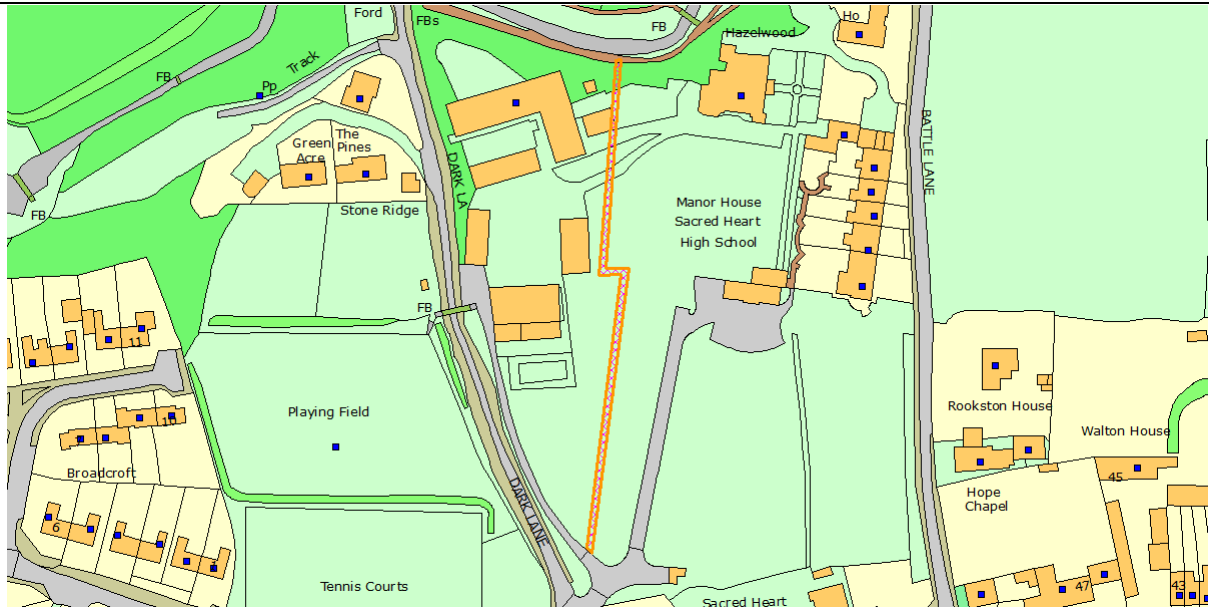 Ford
FBs
FB
Ho
Hazelwood
Track
FB
Pp
BATTLE LANE
The
Pines
Green
Acre
DARK LA
FB
Stone Ridge
Manor House
Sacred Heart
High School
FB
11
Rookston House
Playing Field
10
7
Walton House
Broadcroft
45
DARK LANE
Hope
Chapel
6
1
Tennis Courts
47
43
Sacred Heart